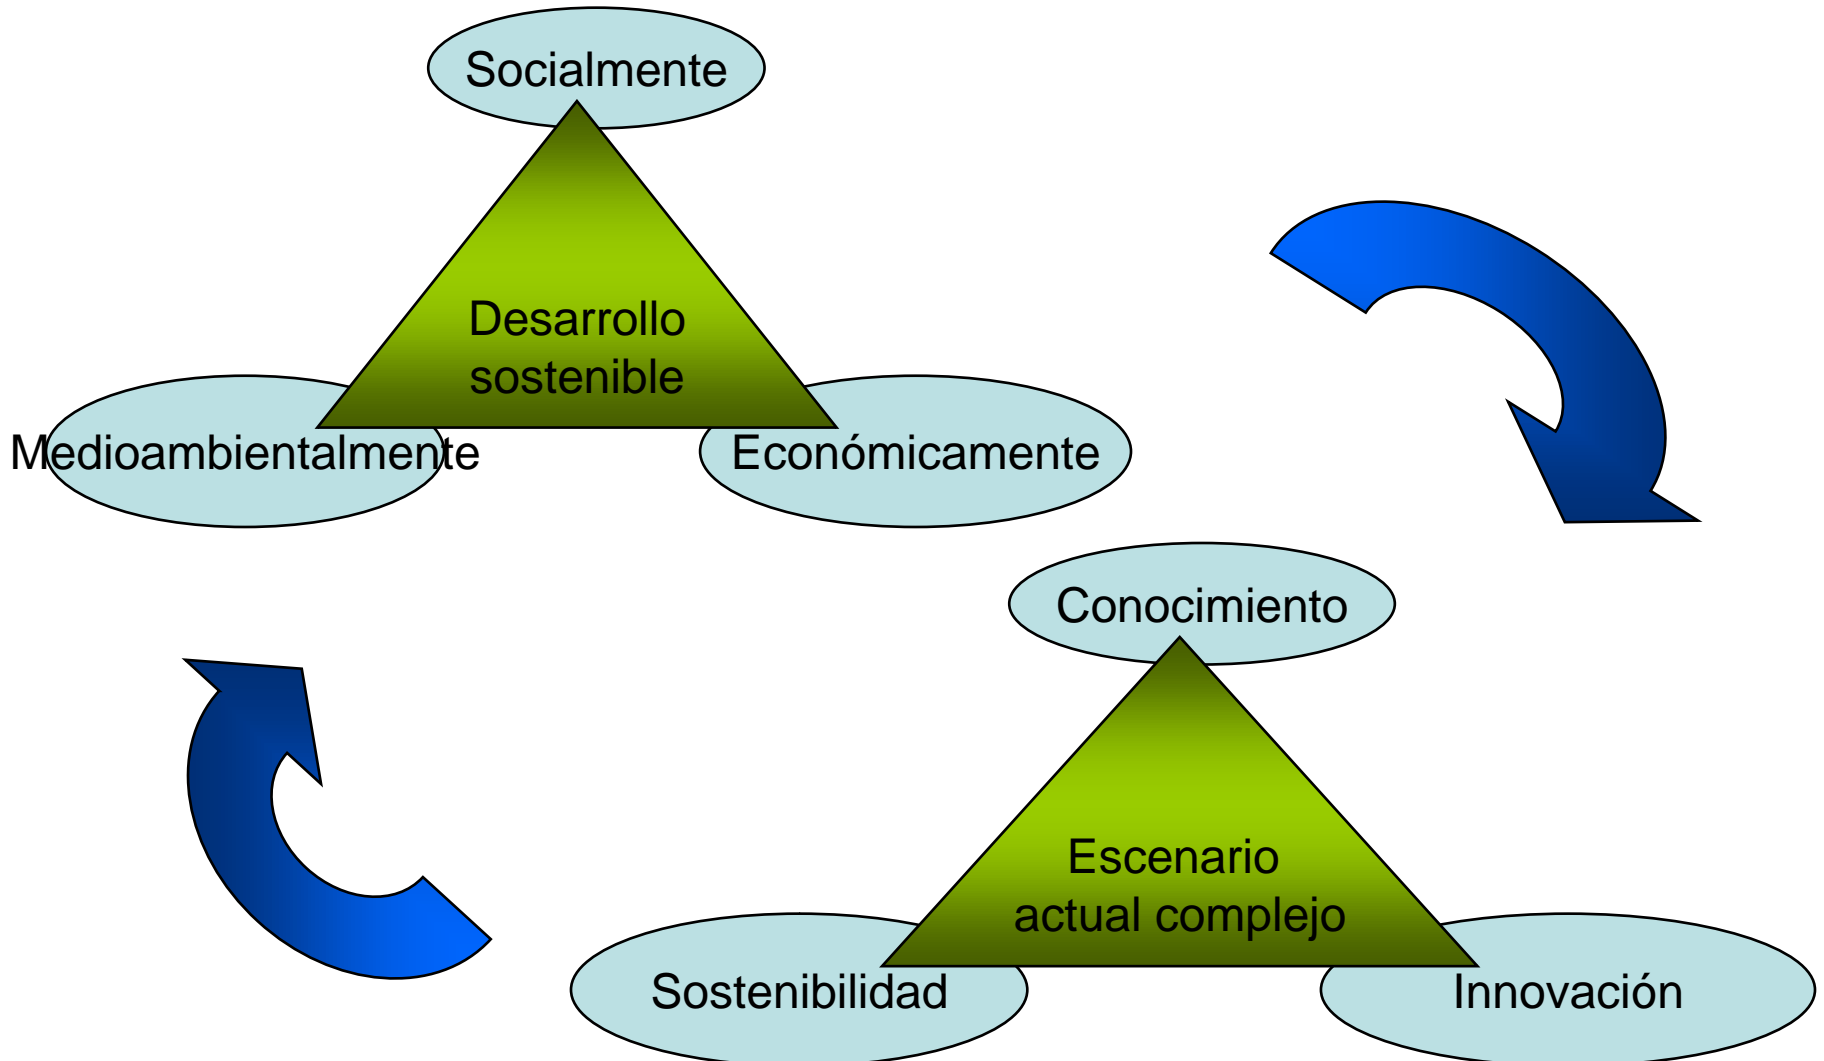 Socialmente
Desarrollo
sostenible
Medioambientalmente
Económicamente
Conocimiento
Escenario
actual complejo
Sostenibilidad
Innovación